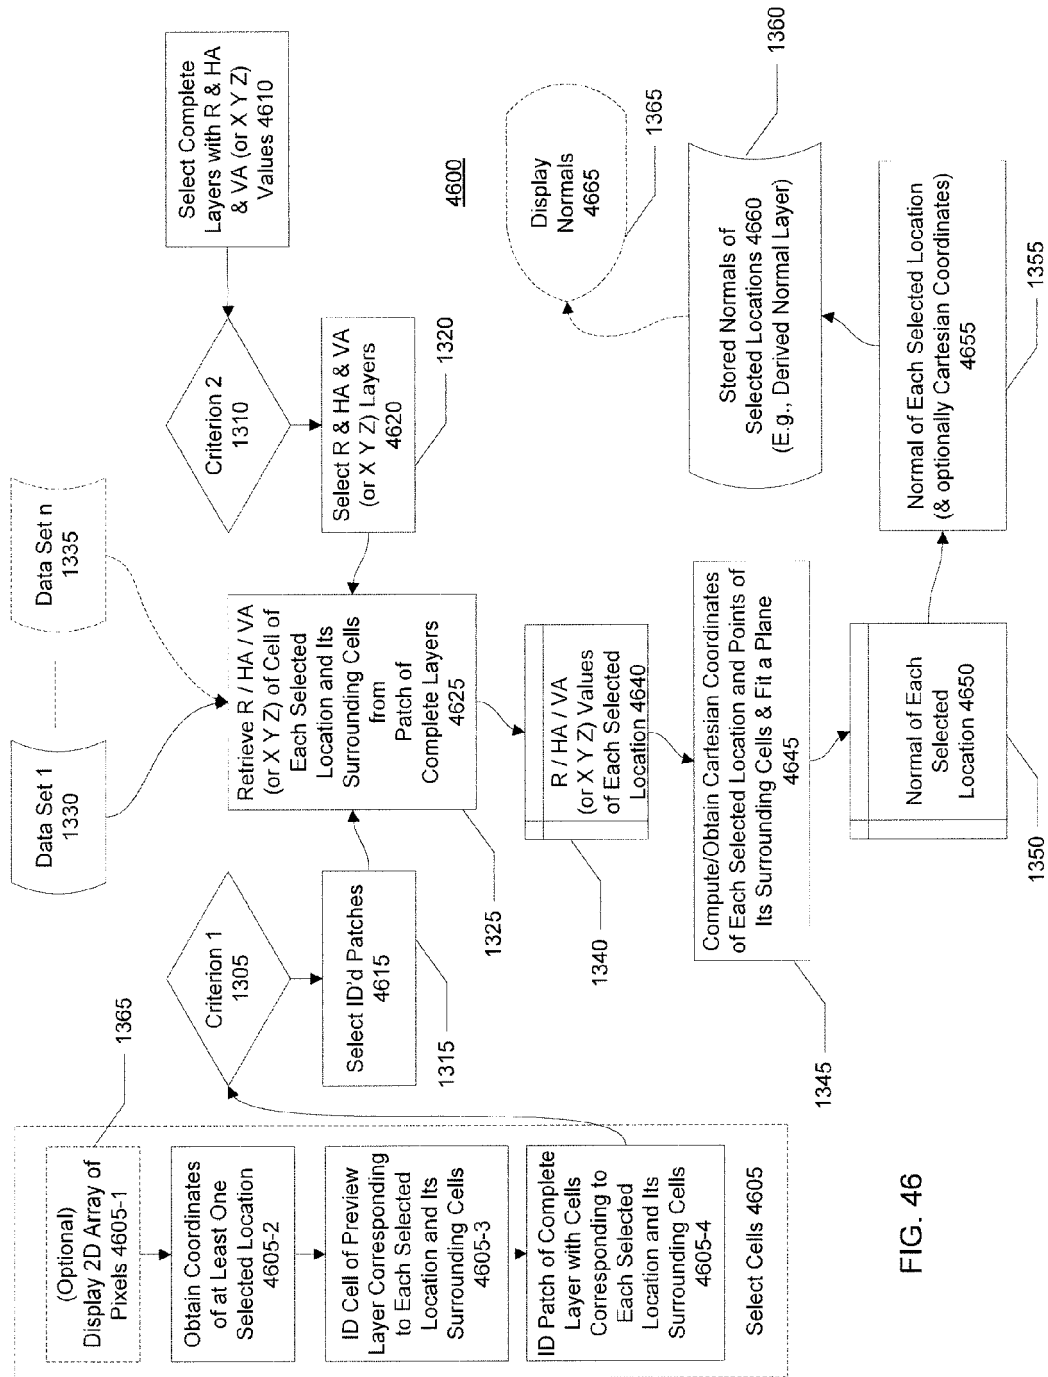 (Optional)
Display 2D Array of
Pixels 4605-1
1365
Obtain Coordinates
of at Least One
Selected Location
4605-2
ID Cell of Preview
Layer Corresponding
to Each Selected
Location and Its
Surrounding Cells
4605-3
ID Patch of Complete
Layer with Cells
Corresponding to
Each Selected
Location and Its
Surrounding Cells
4605-4
Select Cells 4605
Criterion 1
1305
Select ID'd Patches
4615
1315
Data Set 1
1330
Data Set n
1335
Select Complete
Layers with R & HA
& VA (or X Y Z)
Values 4610
Criterion 2
1310
Select R & HA & VA
(or X Y Z) Layers
4620
1320
Retrieve R / HA / VA
(or X Y Z) of Cell of
Each Selected
Location and Its
Surrounding Cells
from
Patch of
Complete Layers
4625
1325
R / HA / VA
(or X Y Z) Values
of Each Selected
Location 4640
1340
Compute/Obtain Cartesian Coordinates
of Each Selected Location and Points of
Its Surrounding Cells & Fit a Plane
4645
1345
Normal of Each
Selected
Location 4650
1350
Normal of Each Selected Location
(& optionally Cartesian Coordinates)
4655
1355
Stored Normals of
Selected Locations 4660
(E.g., Derived Normal Layer)
1360
Display
Normals
4665
1365
4600
FIG. 46